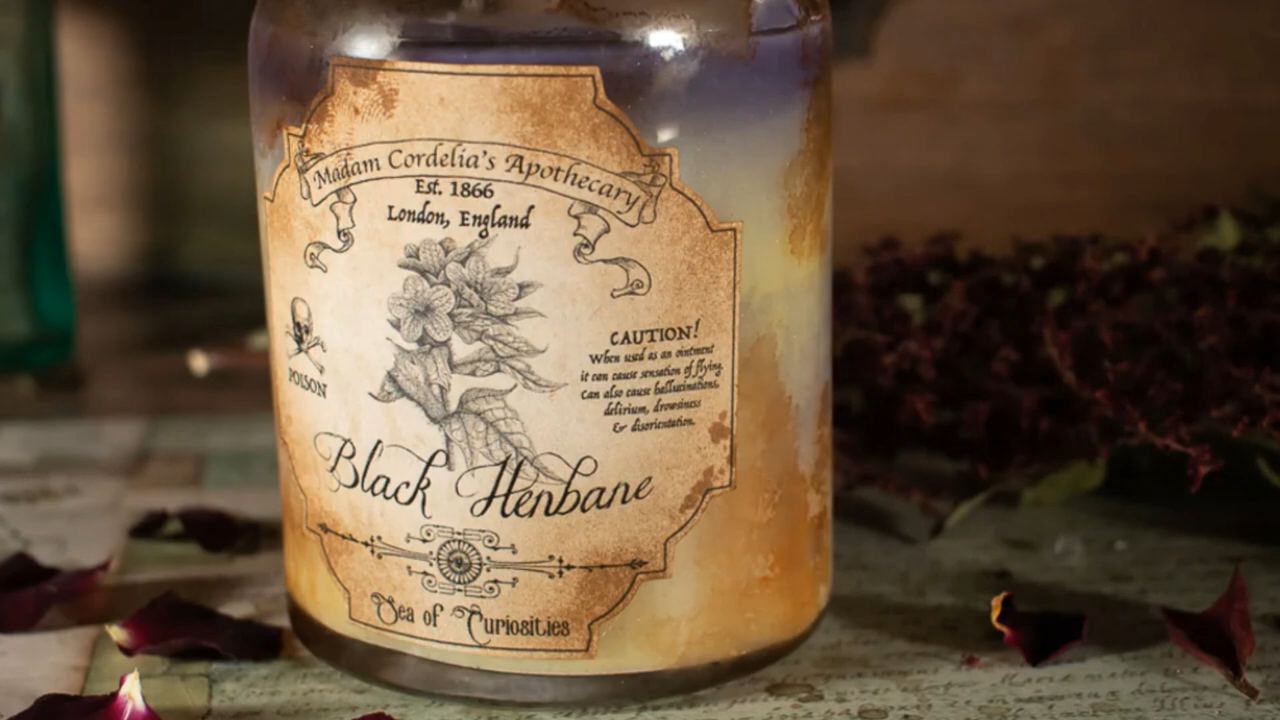 Madam Cordelia's Apothecary
Est. 1866
London, England
POISON
CAUTION!
When used as an ointment
it can cause sensation of flying.
Can also cause hallucinations,
delirium, drowsiness
& disorientation.
Black Henbane
Sea of Curiosities